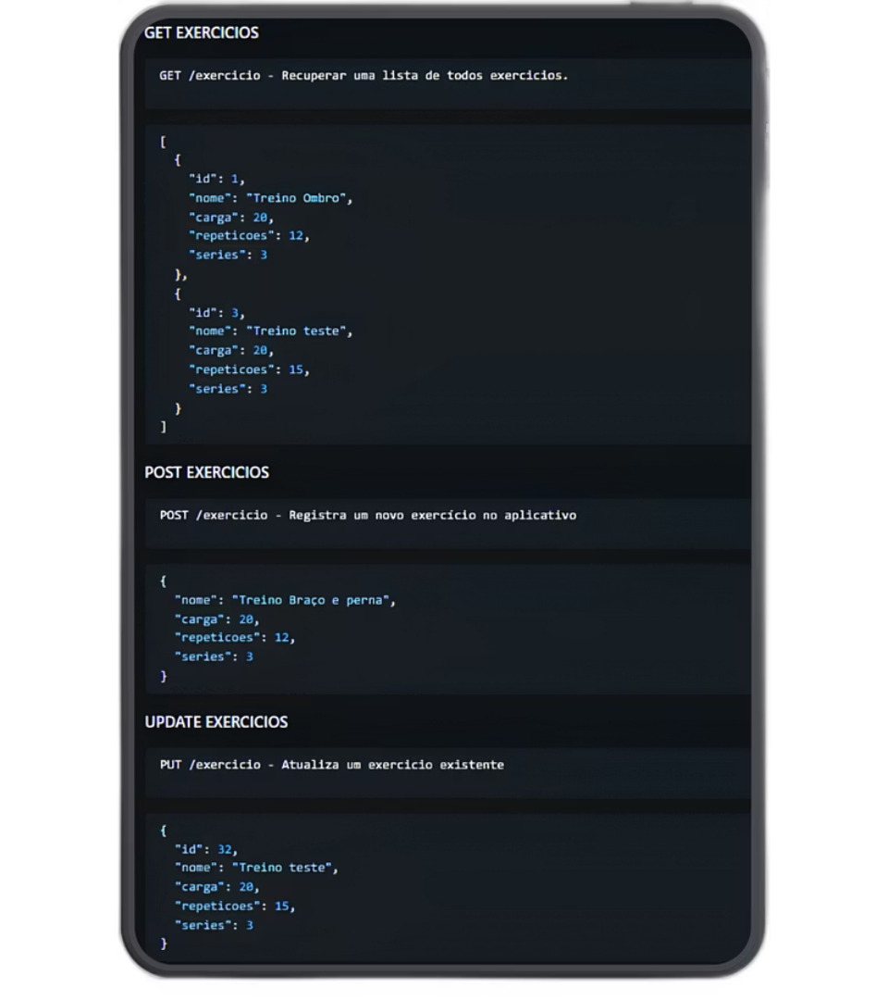 GET EXERCICIOS
GET /exercicio - Recuperar uma lista de todos exercicios.
[
{
"id": 1,
"nome": "Treino Ombro",
"carga": 20,
"repeticoes": 12,
"series": 3
},
{
"id": 3,
"nome": "Treino teste",
"carga": 20,
"repeticoes": 15,
"series": 3
}
]
POST EXERCICIOS
POST /exercicio - Registra um novo exercício no aplicativo
{
"nome": "Treino Braço e perna",
"carga": 20,
"repeticoes": 12,
"series": 3
}
UPDATE EXERCICIOS
PUT /exercicio - Atualiza um exercicio existente
{
"id": 32,
"nome": "Treino teste",
"carga": 20,
"repeticoes": 15,
"series": 3
}